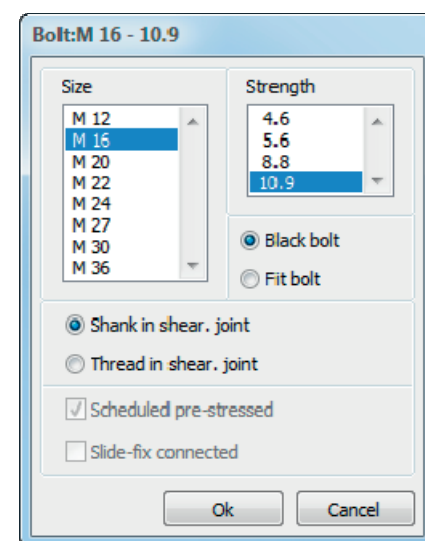 Bolt:M 16 - 10.9
Size
M 12
M 16
M 20
M 22
M 24
M 27
M 30
M 36
Strength
4.6
5.6
8.8
10.9
Black bolt
Fit bolt
Shank in shear. joint
Thread in shear. joint
Scheduled pre-stressed
Slide-fix connected
Ok
Cancel